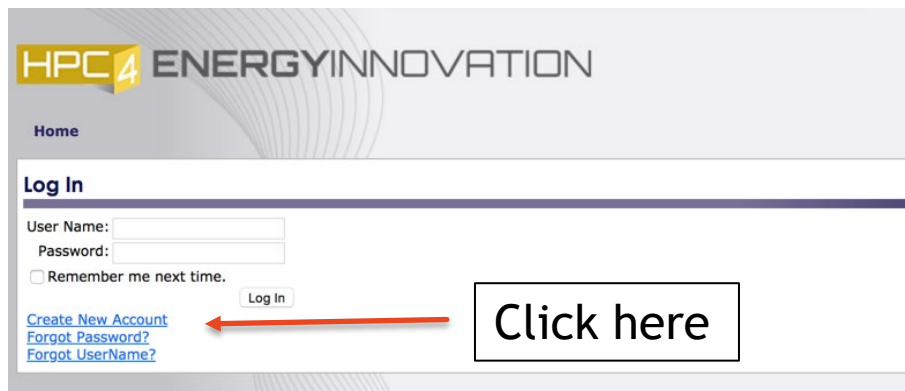 HPC4 ENERGYINNOVATION
Home
Log In
User Name:
Password:
Remember me next time.
Log In
Create New Account
Click here
Forgot Password?
Forgot UserName?